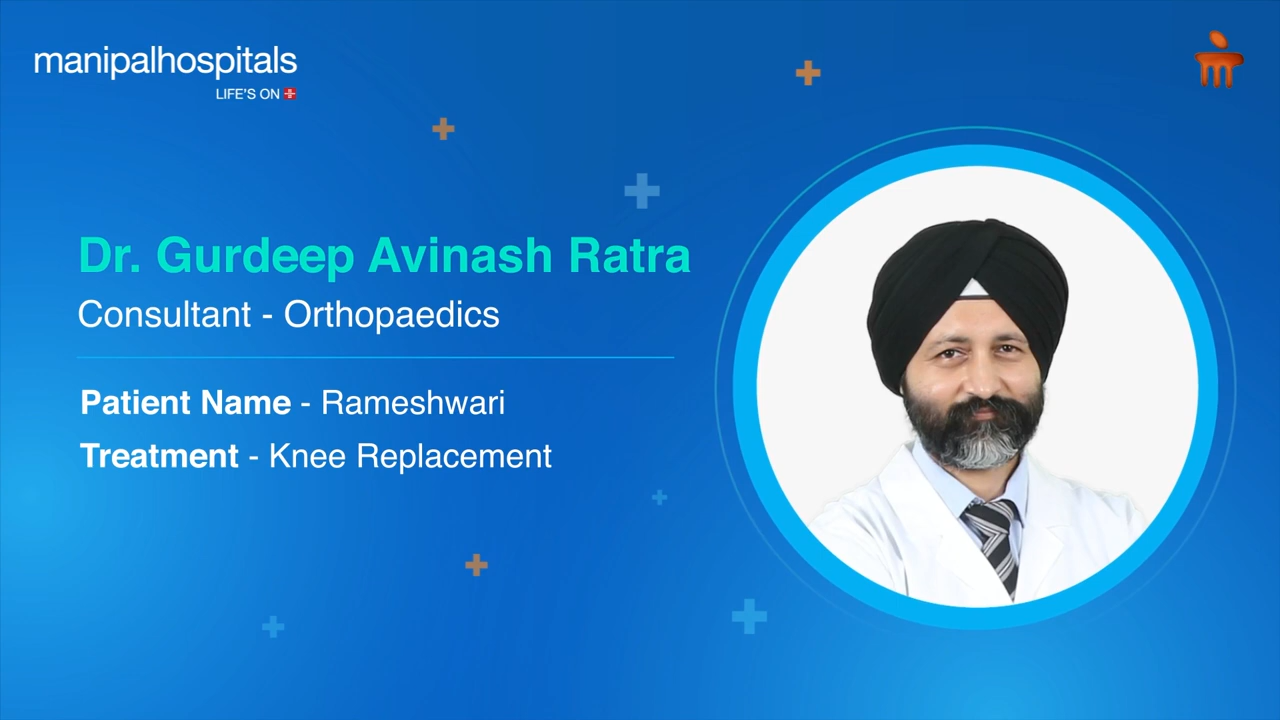 manipalhospitals
LIFE'S ON
Dr. Gurdeep Avinash Ratra
Consultant - Orthopaedics
Patient Name - Rameshwari
Treatment - Knee Replacement